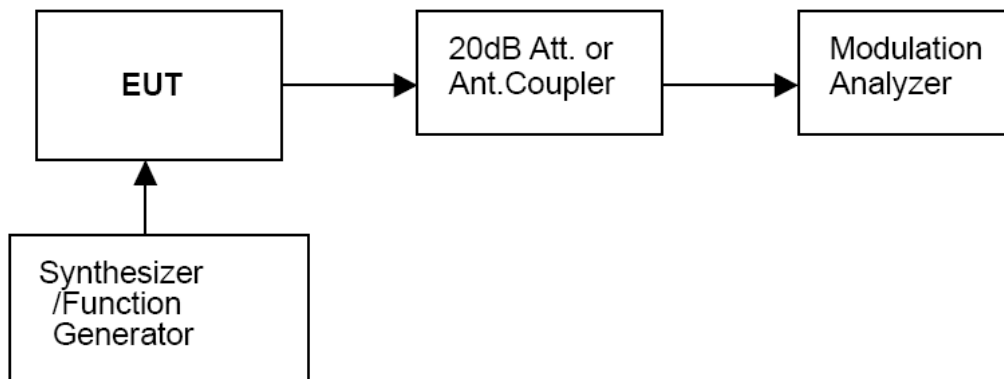 EUT
20dB Att. or
Ant.Coupler
Modulation
Analyzer
Synthesizer
/Function
Generator